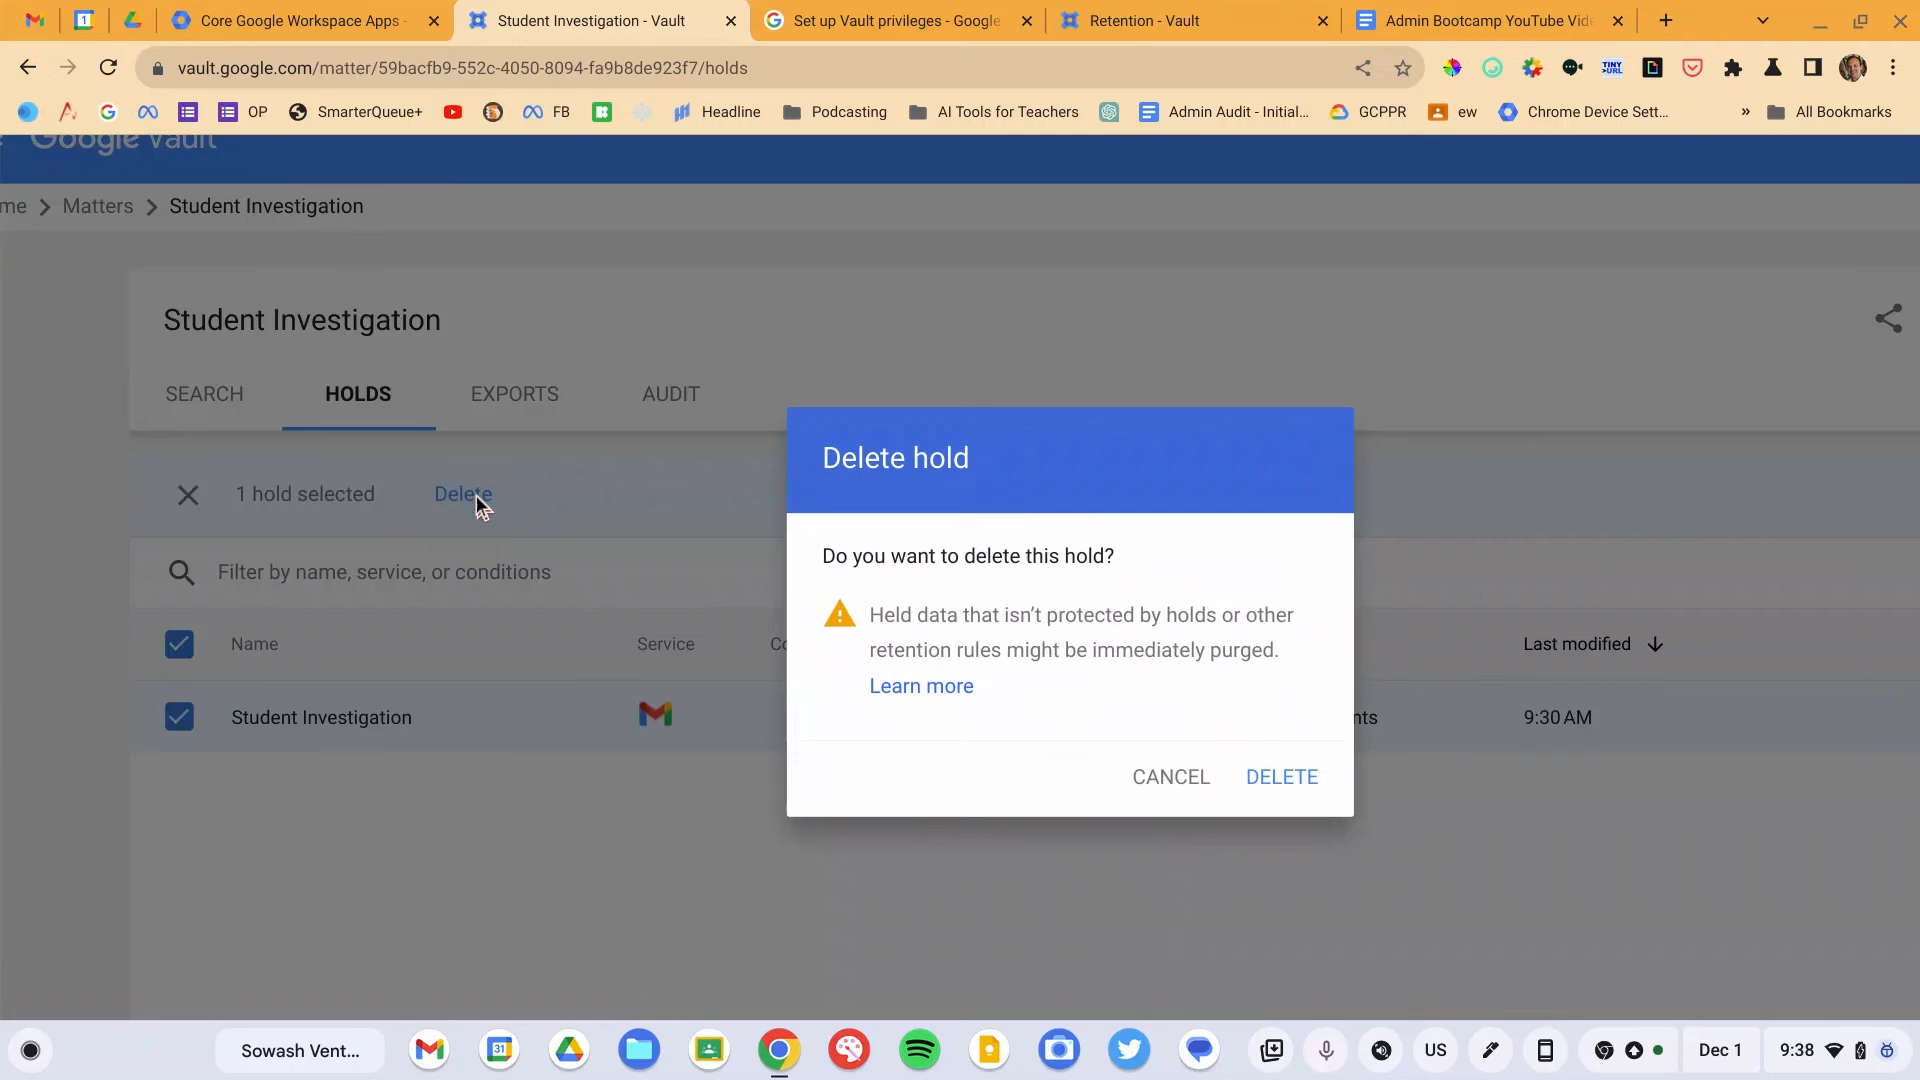 Core Google Workspace Apps -
Student Investigation - Vault
Set up Vault privileges - Google
Retention - Vault
Admin Bootcamp YouTube Vid
vault.google.com/matter/59bacfb9-552c-4050-8094-fa9b8de923f7/holds
OP
SmarterQueue+
FB
Headline
Podcasting
AI Tools for Teachers
Admin Audit - Initial...
GCPPR
ew
Chrome Device Sett...
»
All Bookmarks
Google Vault
me > Matters > Student Investigation
Student Investigation
SEARCH
HOLDS
EXPORTS
AUDIT
1 hold selected
Delete
Filter by name, service, or conditions
Name
Service
Co
Last modified
Student Investigation
nts
9:30 AM
Delete hold
Do you want to delete this hold?
Held data that isn't protected by holds or other
retention rules might be immediately purged.
Learn more
CANCEL
DELETE
Sowash Vent...
31
US
Dec 1
9:38